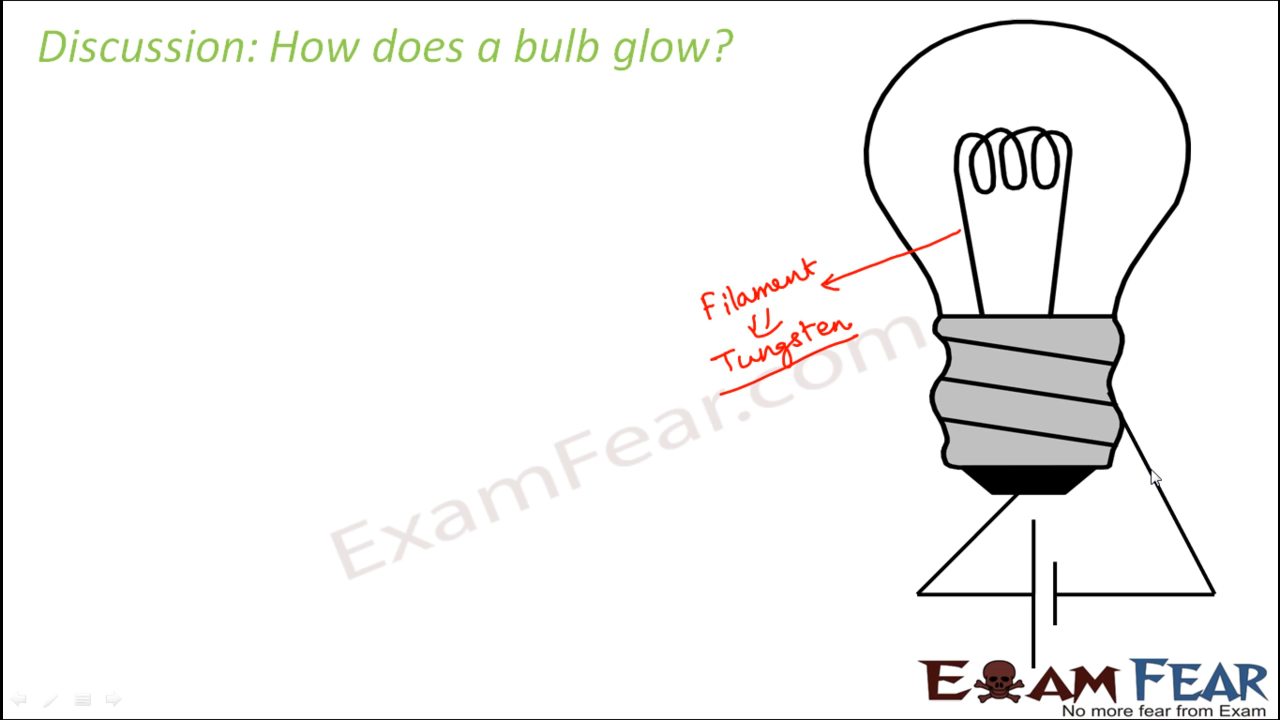 Discussion: How does a bulb glow?
Filament
Tungsten
ExamFear.com
EXAM FEAR
No more fear from Exam